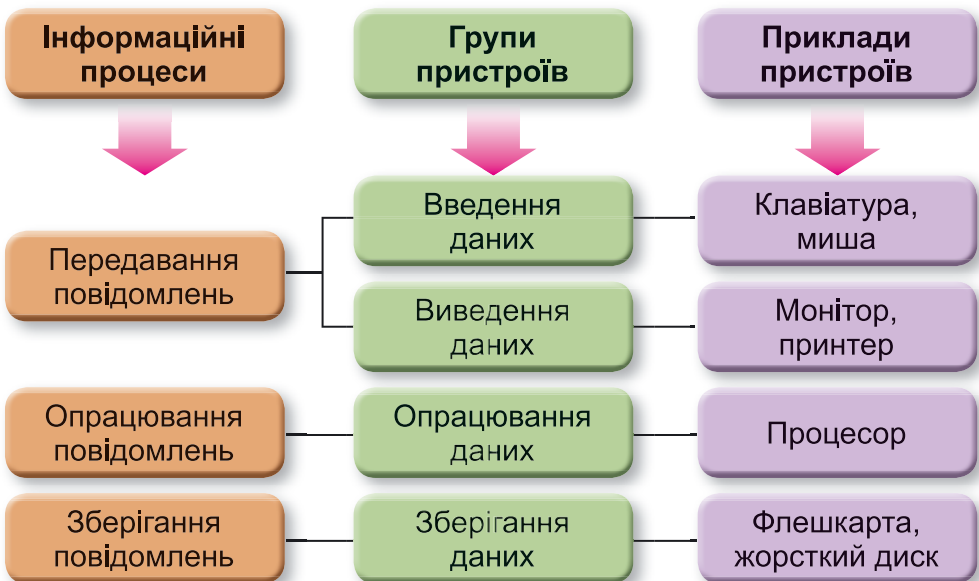 Інформаційні
процеси
Групи
пристроїв
Приклади
пристроїв
Передавання
повідомлень
Введення
даних
Клавіатура,
миша
Виведення
даних
Монітор,
принтер
Опрацювання
повідомлень
Опрацювання
даних
Процесор
Зберігання
повідомлень
Зберігання
даних
Флешкарта,
жорсткий диск